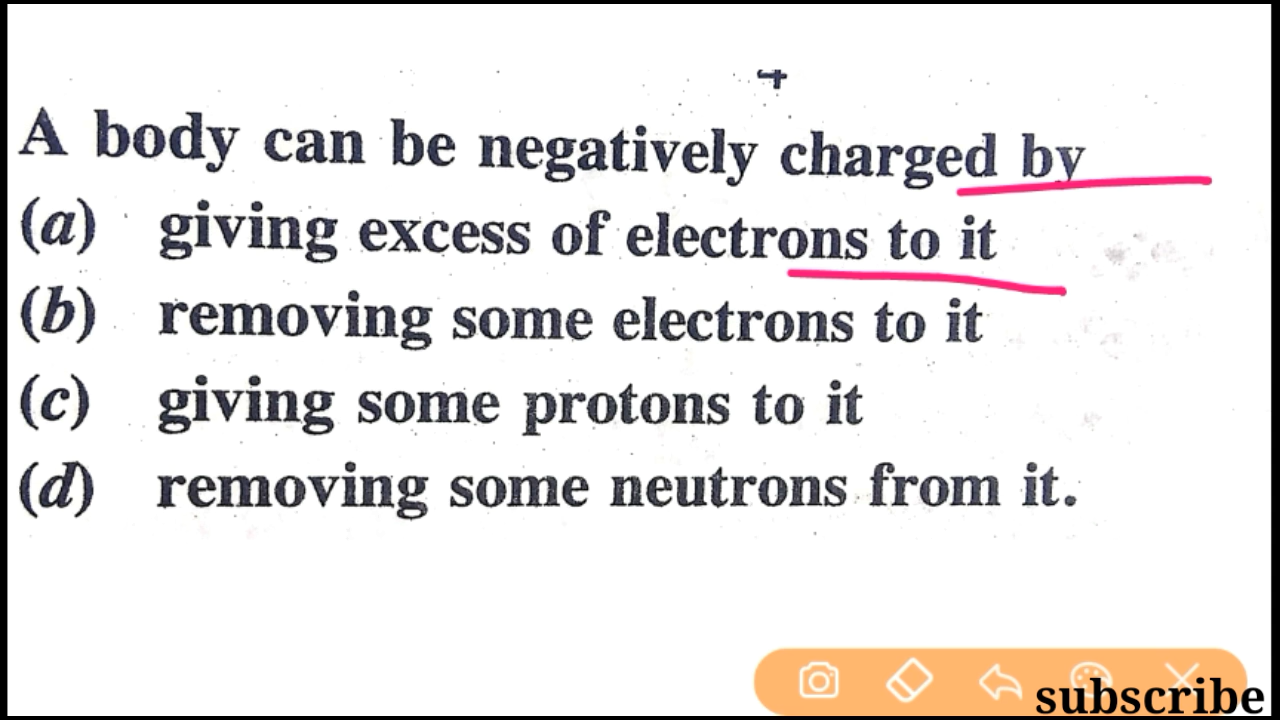 A body can be negatively charged by
(a) giving excess of electrons to it
(b) removing some electrons to it
(c) giving some protons to it
(d) removing some neutrons from it.
subscribe